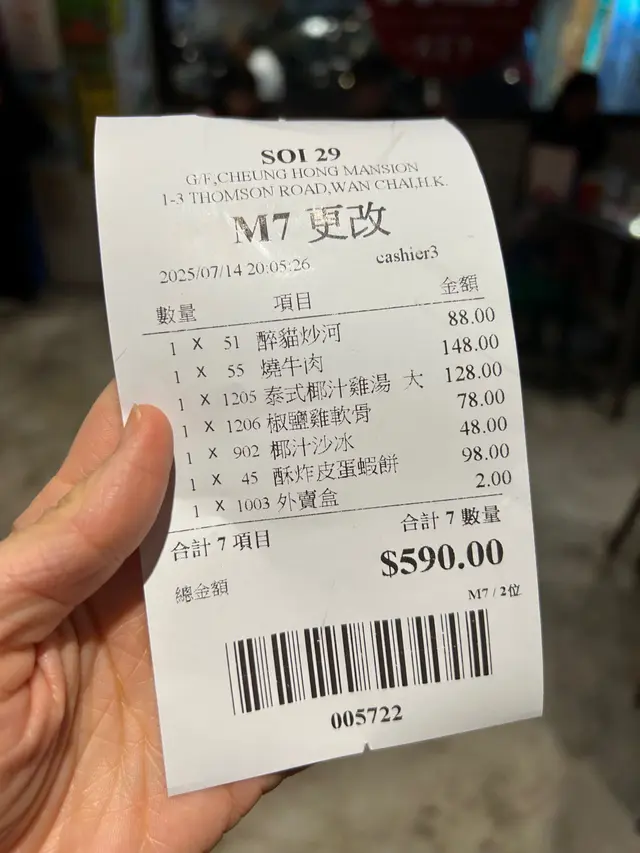 SOI 29
G/F,CHEUNG HONG MANSION
1-3 THOMSON ROAD,WAN CHAI,H.K.
M7 更改
2025/07/14 20:05:26 cashier3
數量 項目 金額
1 X 51 醉貓炒河 88.00
1 X 55 燒牛肉 148.00
1 X 1205 泰式椰汁雞湯 大 128.00
1 X 1206 椒鹽雞軟骨 78.00
1 X 902 椰汁沙冰 48.00
1 X 45 酥炸皮蛋蝦餅 98.00
1 X 1003 外賣盒 2.00
合計 7 項目 合計 7 數量
總金額 $590.00
M7 / 2位
005722